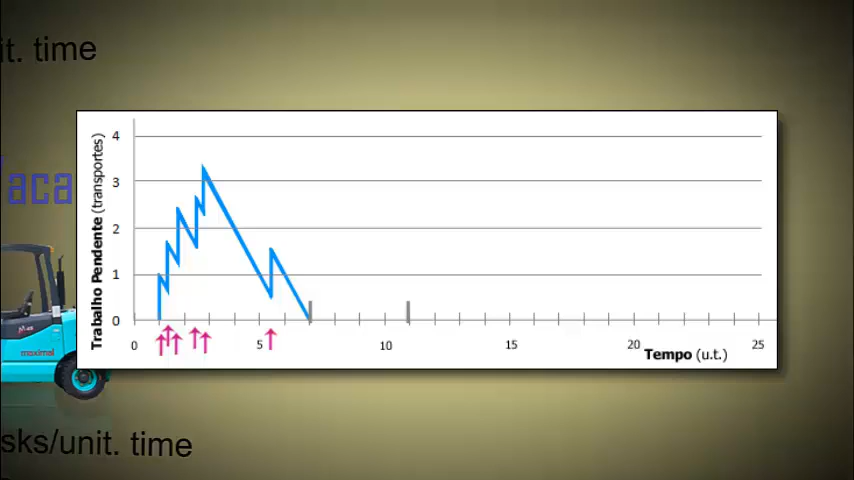 it. time
aca
maximal
sks/unit. time
Trabalho Pendente (transportes)
4
3
2
1
0
0 5 10 15 20 25
Tempo (u.t.)